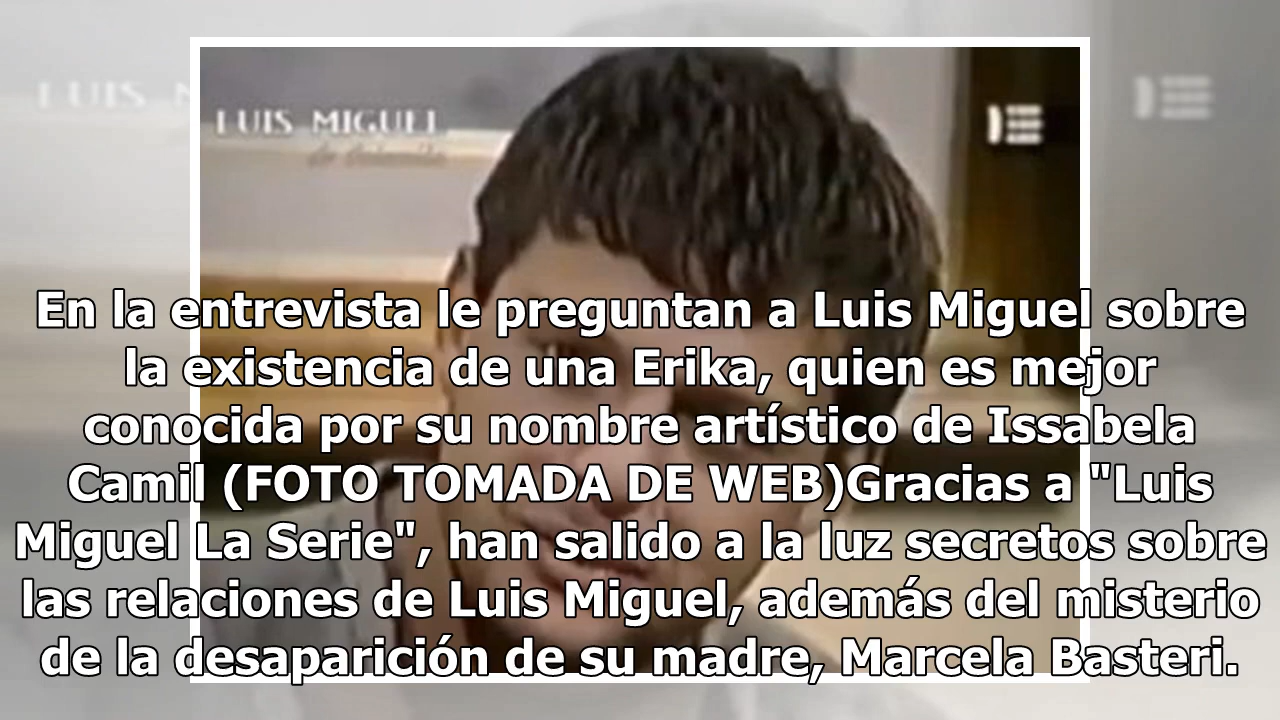 LUIS MIGUEL
En la entrevista le preguntan a Luis Miguel sobre
la existencia de una Erika, quien es mejor
conocida por su nombre artístico de Issabela
Camil (FOTO TOMADA DE WEB)Gracias a "Luis
Miguel La Serie", han salido a la luz secretos sobre
las relaciones de Luis Miguel, además del misterio
de la desaparición de su madre, Marcela Basteri.